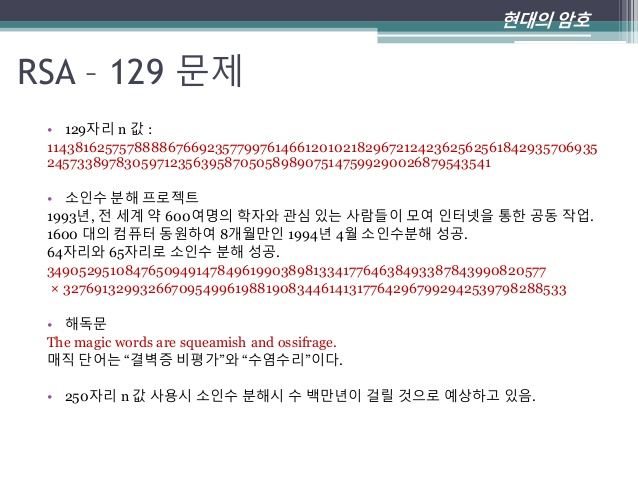 현대의 암호
RSA – 129 문제
• 129자리 n 값 :
114381625757888867669235779976146612010218296721242362562561842935706935
245733897830597123563958705058989075147599290026879543541
• 소인수 분해 프로젝트
1993년, 전 세계 약 600여명의 학자와 관심 있는 사람들이 모여 인터넷을 통한 공동 작업.
1600 대의 컴퓨터 동원하여 8개월만인 1994년 4월 소인수분해 성공.
64자리와 65자리로 소인수 분해 성공.
3490529510847650949147849619903898133417764638493387843990820577
× 32769132993266709549961988190834461413177642967992942539798288533
• 해독문
The magic words are squeamish and ossifrage.
매직 단어는 “결벽증 비평가”와 “수염수리”이다.
• 250자리 n 값 사용시 소인수 분해시 수 백만년이 걸릴 것으로 예상하고 있음.